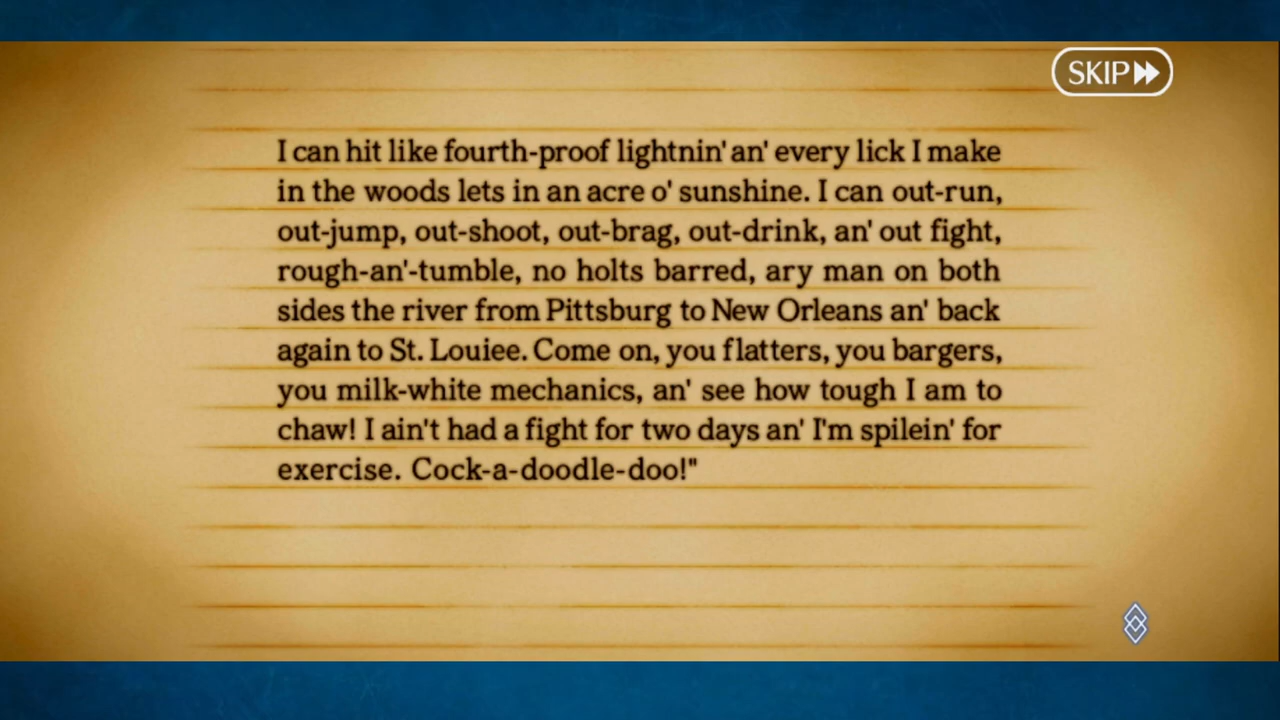 SKIP
I can hit like fourth-proof lightnin' an' every lick I make
in the woods lets in an acre o' sunshine. I can out-run,
out-jump, out-shoot, out-brag, out-drink, an' out fight,
rough-an'-tumble, no holts barred, ary man on both
sides the river from Pittsburg to New Orleans an' back
again to St. Louiee. Come on, you flatters, you bargers,
you milk-white mechanics, an' see how tough I am to
chaw! I ain't had a fight for two days an' I'm spilein' for
exercise. Cock-a-doodle-doo!"